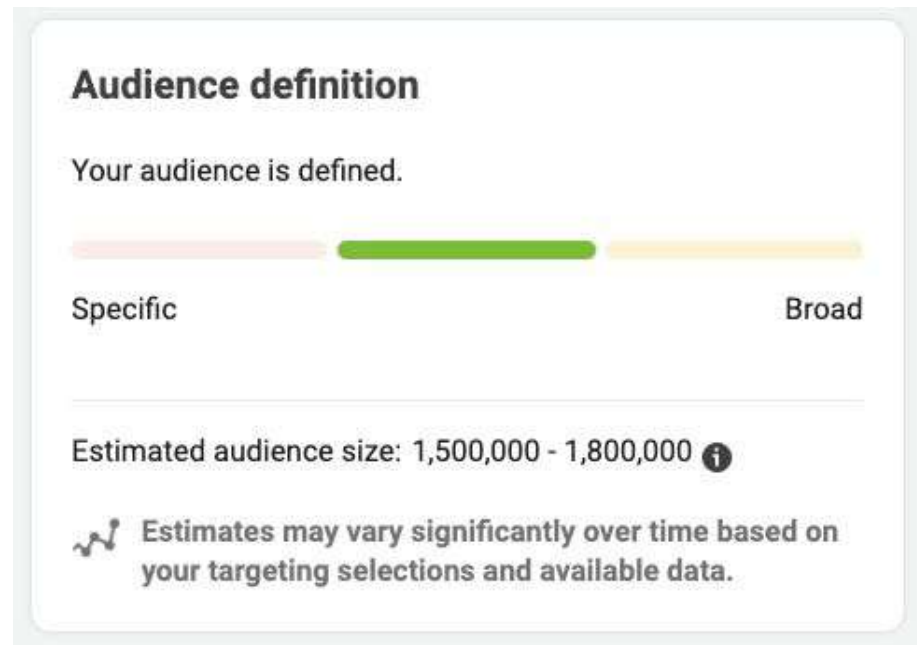 Audience definition
Your audience is defined.
Specific
Broad
Estimated audience size: 1,500,000 - 1,800,000
Estimates may vary significantly over time based on
your targeting selections and available data.